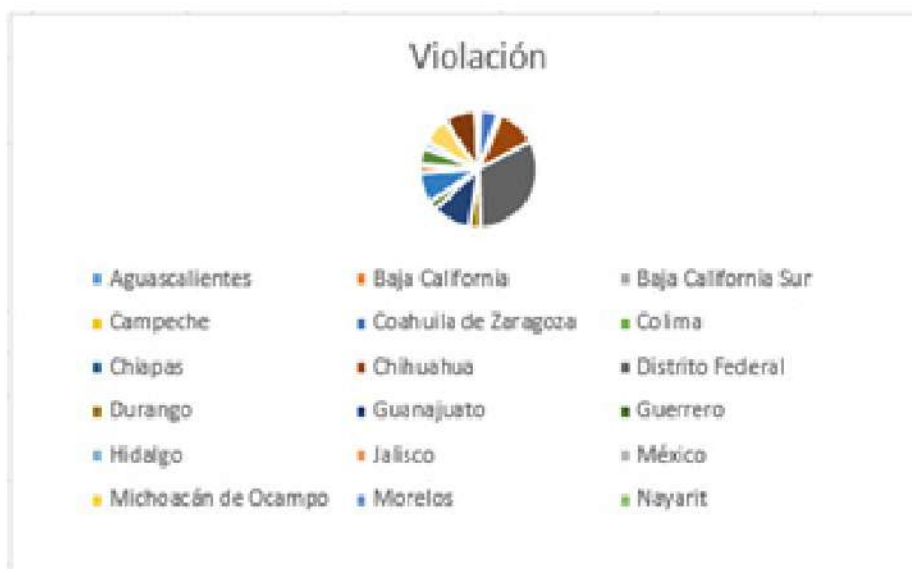 Violación
Aguascalientes Baja California Baja California Sur
Campeche Coahuila de Zaragoza Colima
Chiapas Chihuahua Distrito Federal
Durango Guanajuato Guerrero
Hidalgo Jalisco México
Michoacán de Ocampo Morelos Nayarit